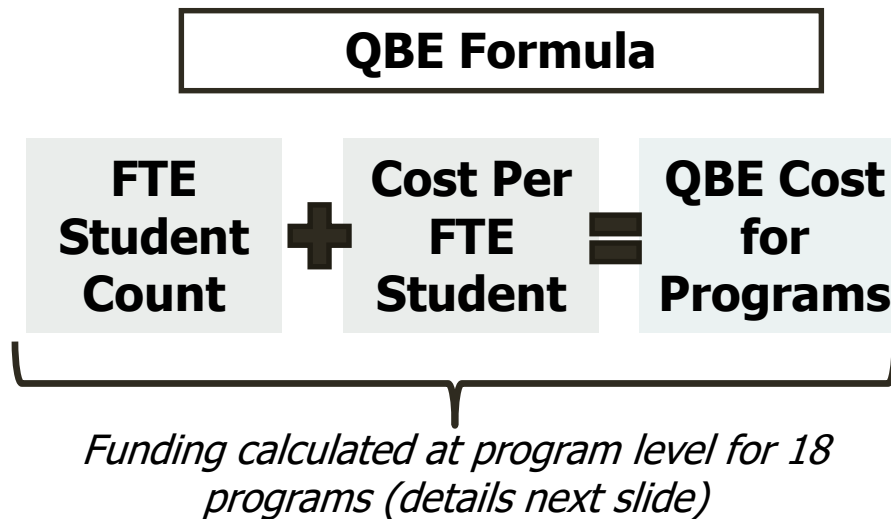 QBE Formula
FTE
Student
Count
+
Cost Per
FTE
Student
=
QBE Cost
for
Programs
Funding calculated at program level for 18
programs (details next slide)